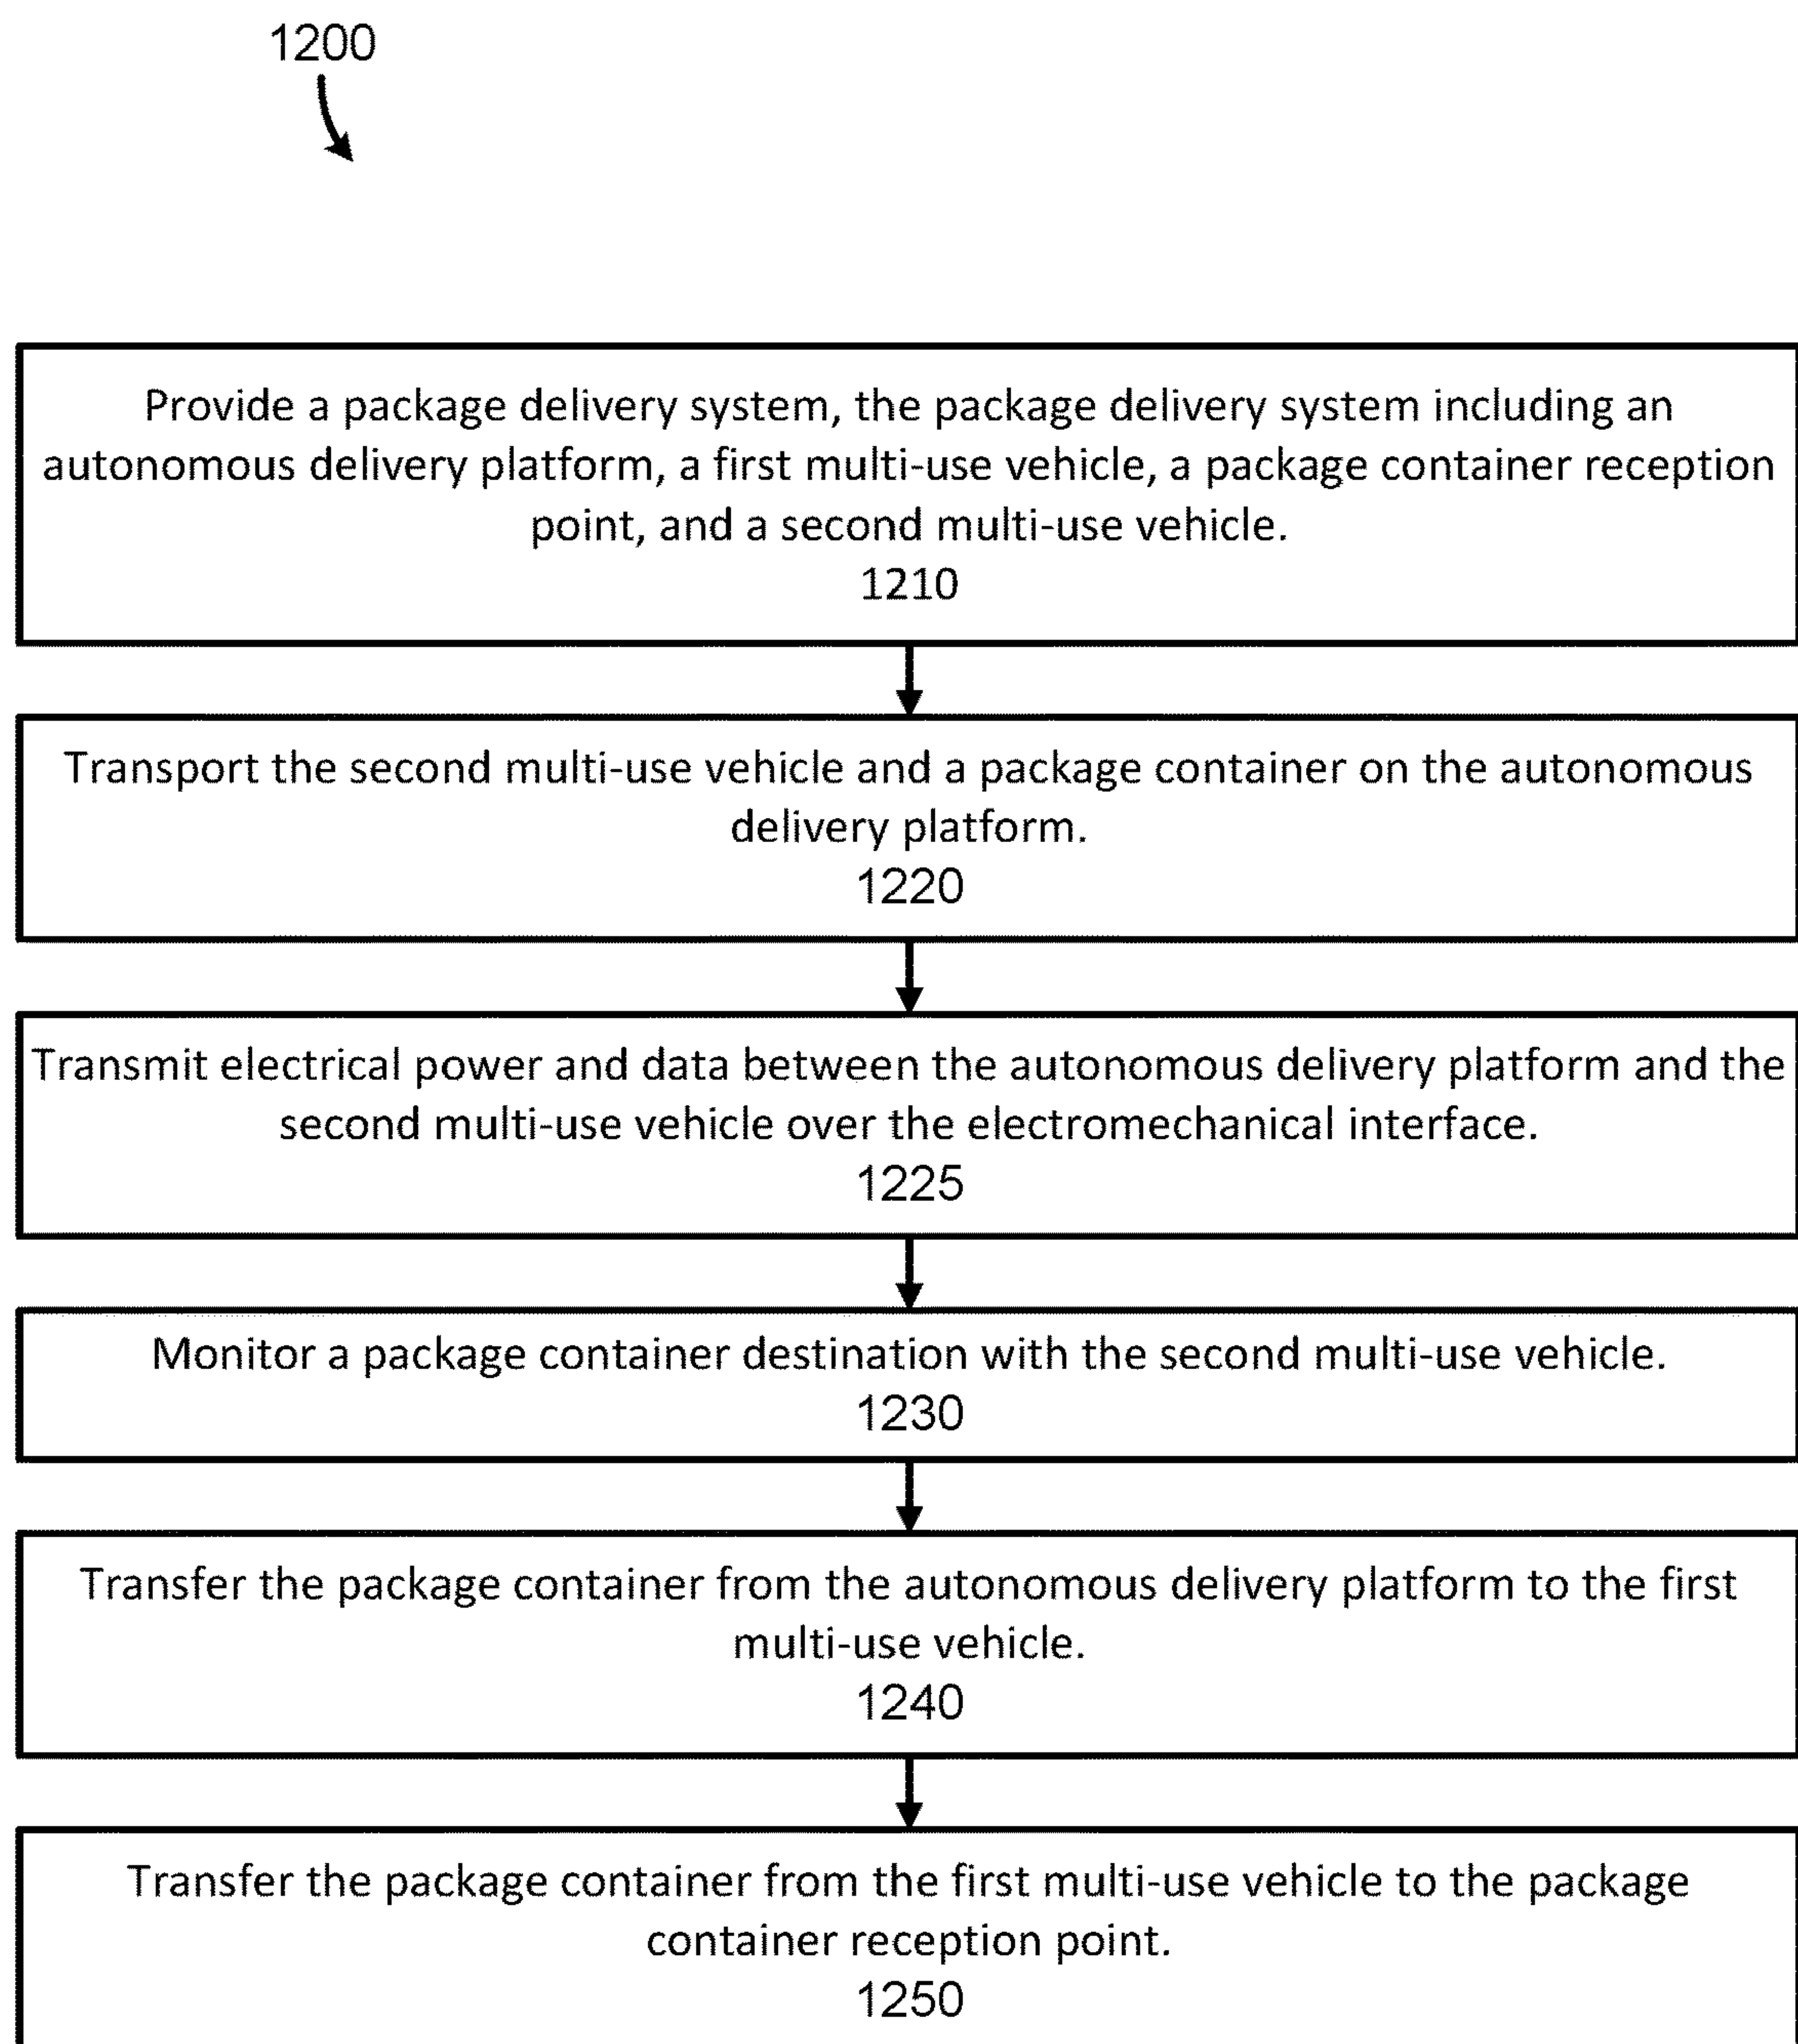 1200
Provide a package delivery system, the package delivery system including an
autonomous delivery platform, a first multi-use vehicle, a package container reception
point, and a second multi-use vehicle.
1210
Transport the second multi-use vehicle and a package container on the autonomous
delivery platform.
1220
Transmit electrical power and data between the autonomous delivery platform and the
second multi-use vehicle over the electromechanical interface.
1225
Monitor a package container destination with the second multi-use vehicle.
1230
Transfer the package container from the autonomous delivery platform to the first
multi-use vehicle.
1240
Transfer the package container from the first multi-use vehicle to the package
container reception point.
1250